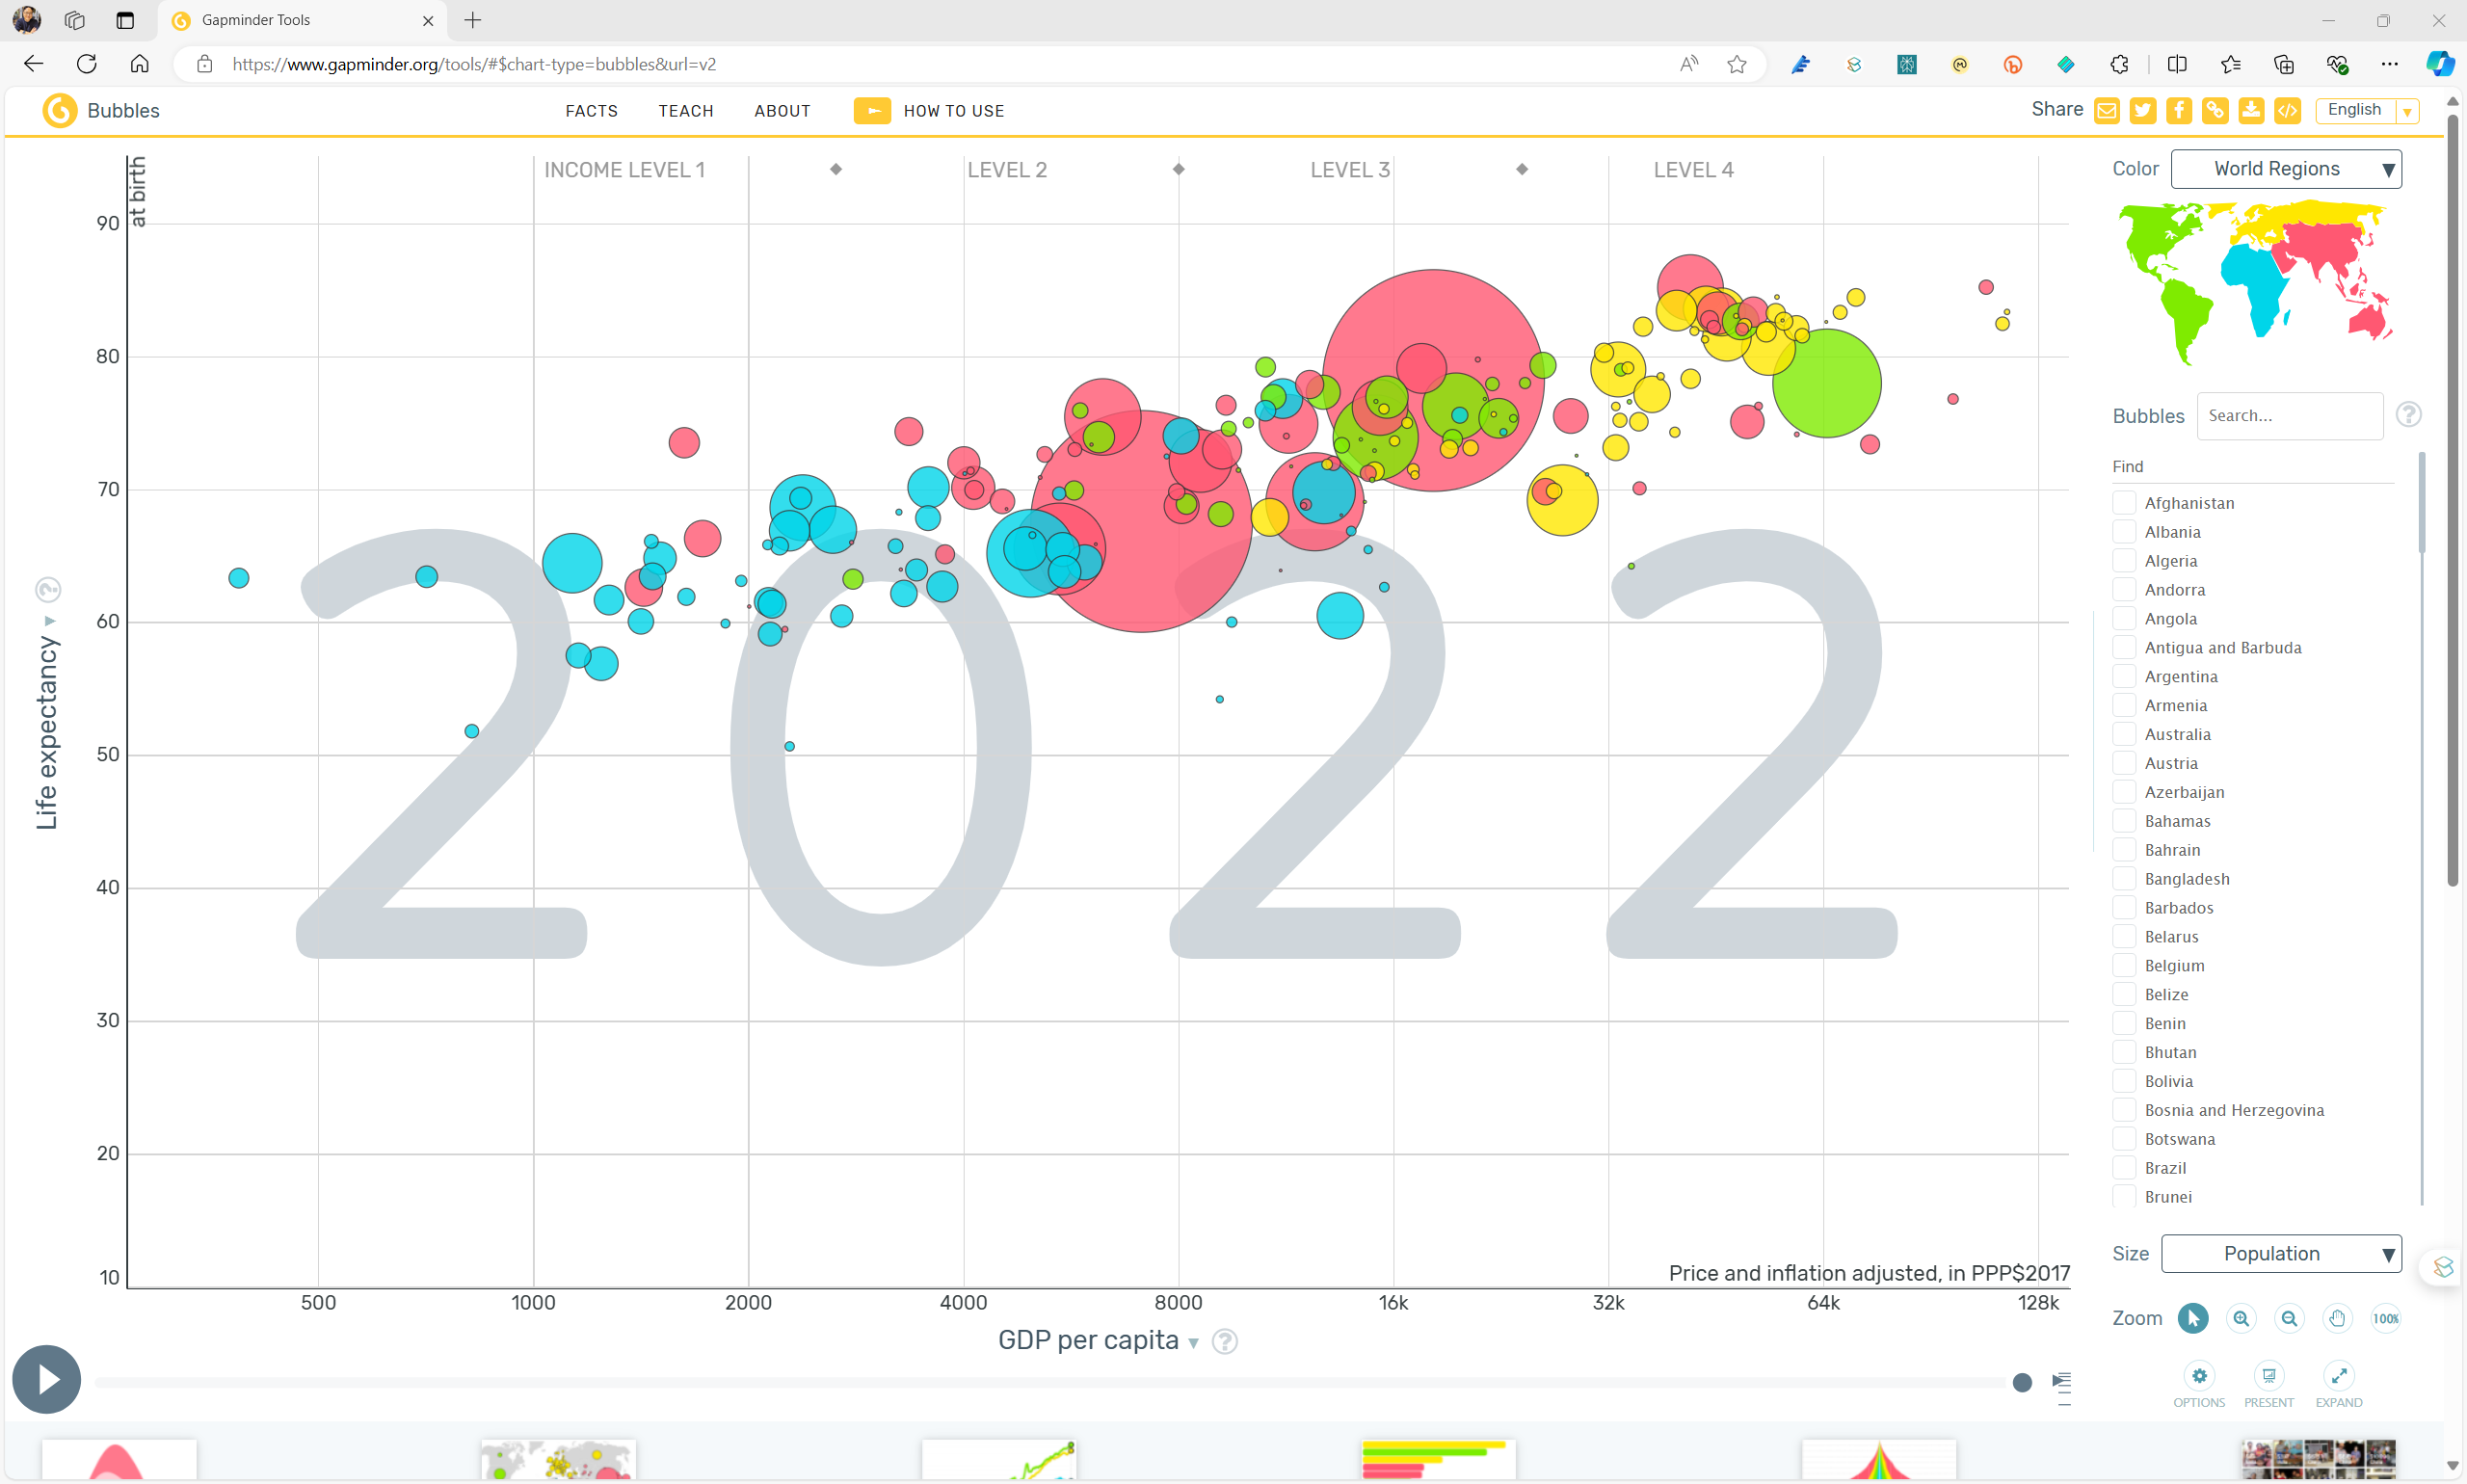 Gapminder Tools
https://www.gapminder.org/tools/#$chart-type=bubbles&url=v2
Bubbles
FACTS TEACH ABOUT HOW TO USE
Share
English
INCOME LEVEL 1 LEVEL 2 LEVEL 3 LEVEL 4
at birth
Life expectancy
90
80
70
60
50
40
30
20
10
2022
Price and inflation adjusted, in PPP$2017
500 1000 2000 4000 8000 16k 32k 64k 128k
GDP per capita
Color World Regions
Bubbles Search...
Find
Afghanistan
Albania
Algeria
Andorra
Angola
Antigua and Barbuda
Argentina
Armenia
Australia
Austria
Azerbaijan
Bahamas
Bahrain
Bangladesh
Barbados
Belarus
Belgium
Belize
Benin
Bhutan
Bolivia
Bosnia and Herzegovina
Botswana
Brazil
Brunei
Size Population
Zoom 100%
OPTIONS PRESENT EXPAND